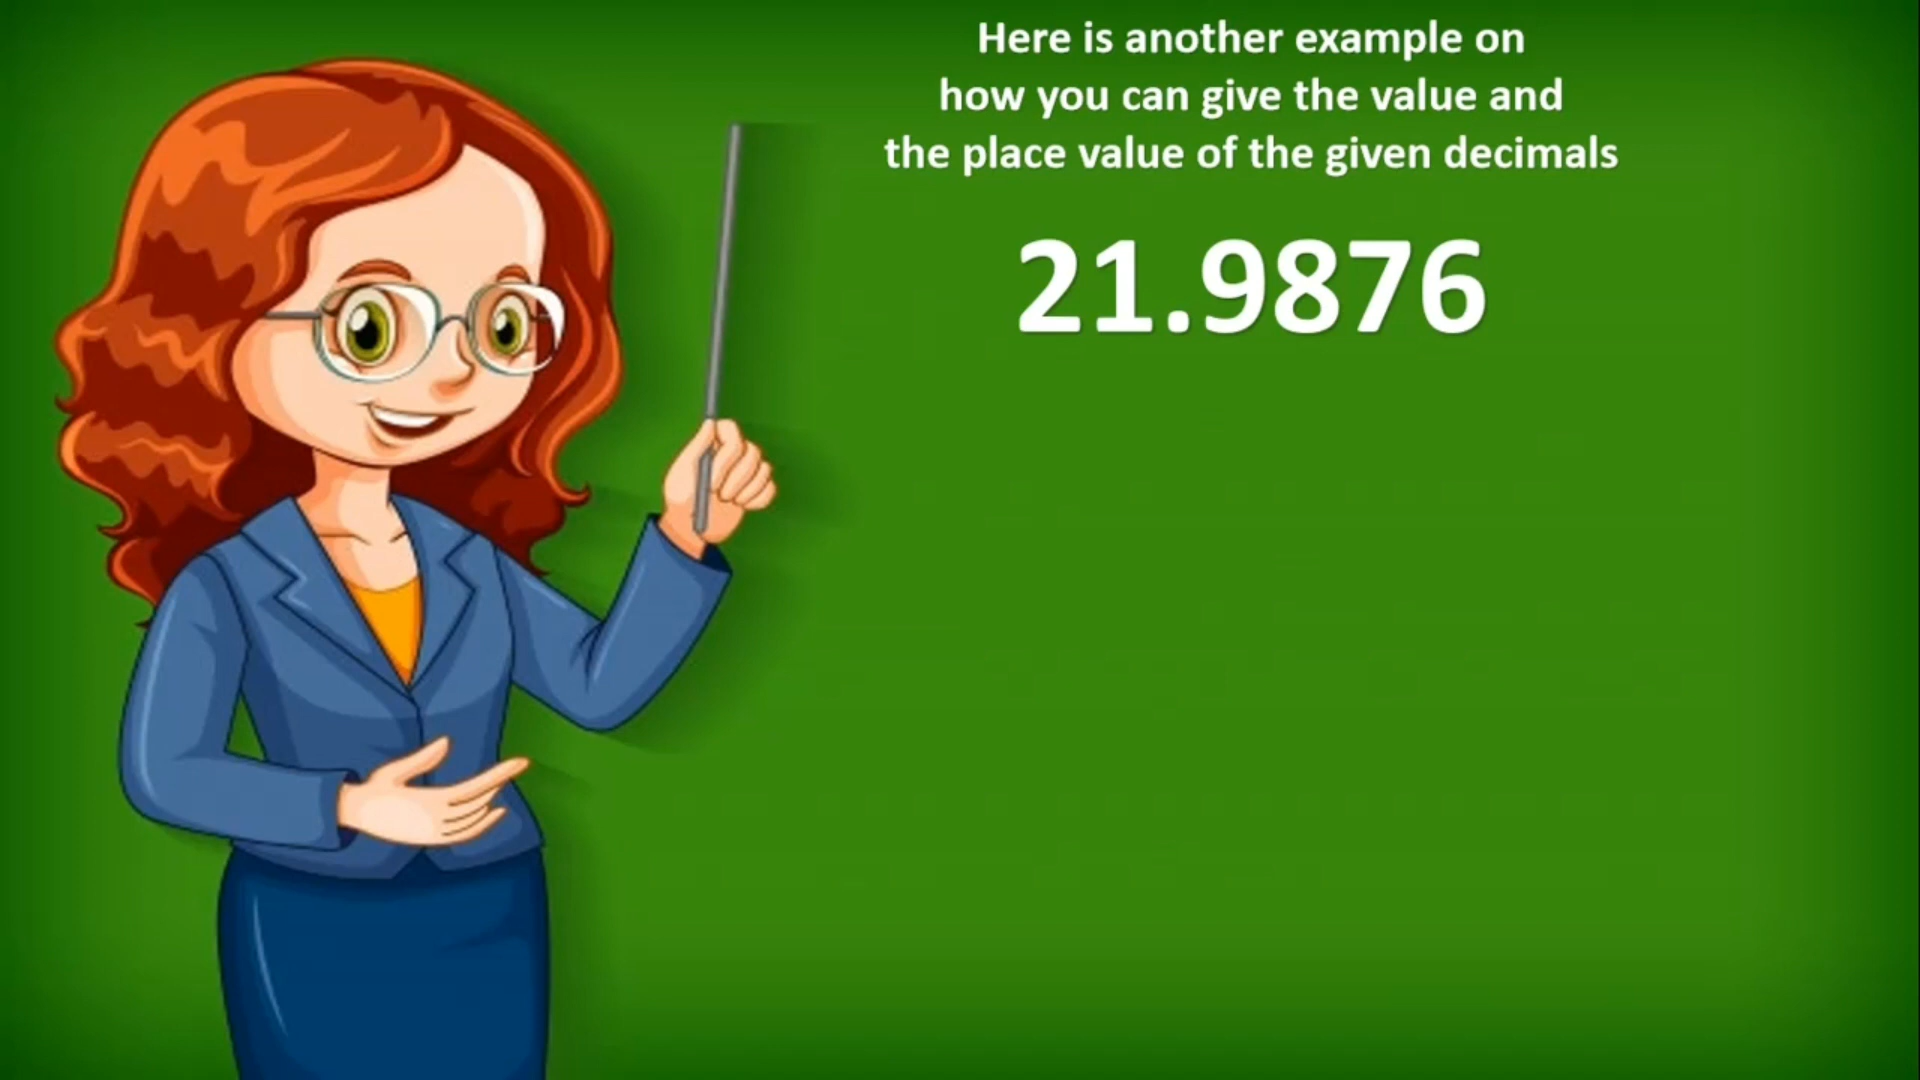 Here is another example on
how you can give the value and
the place value of the given decimals
21.9876